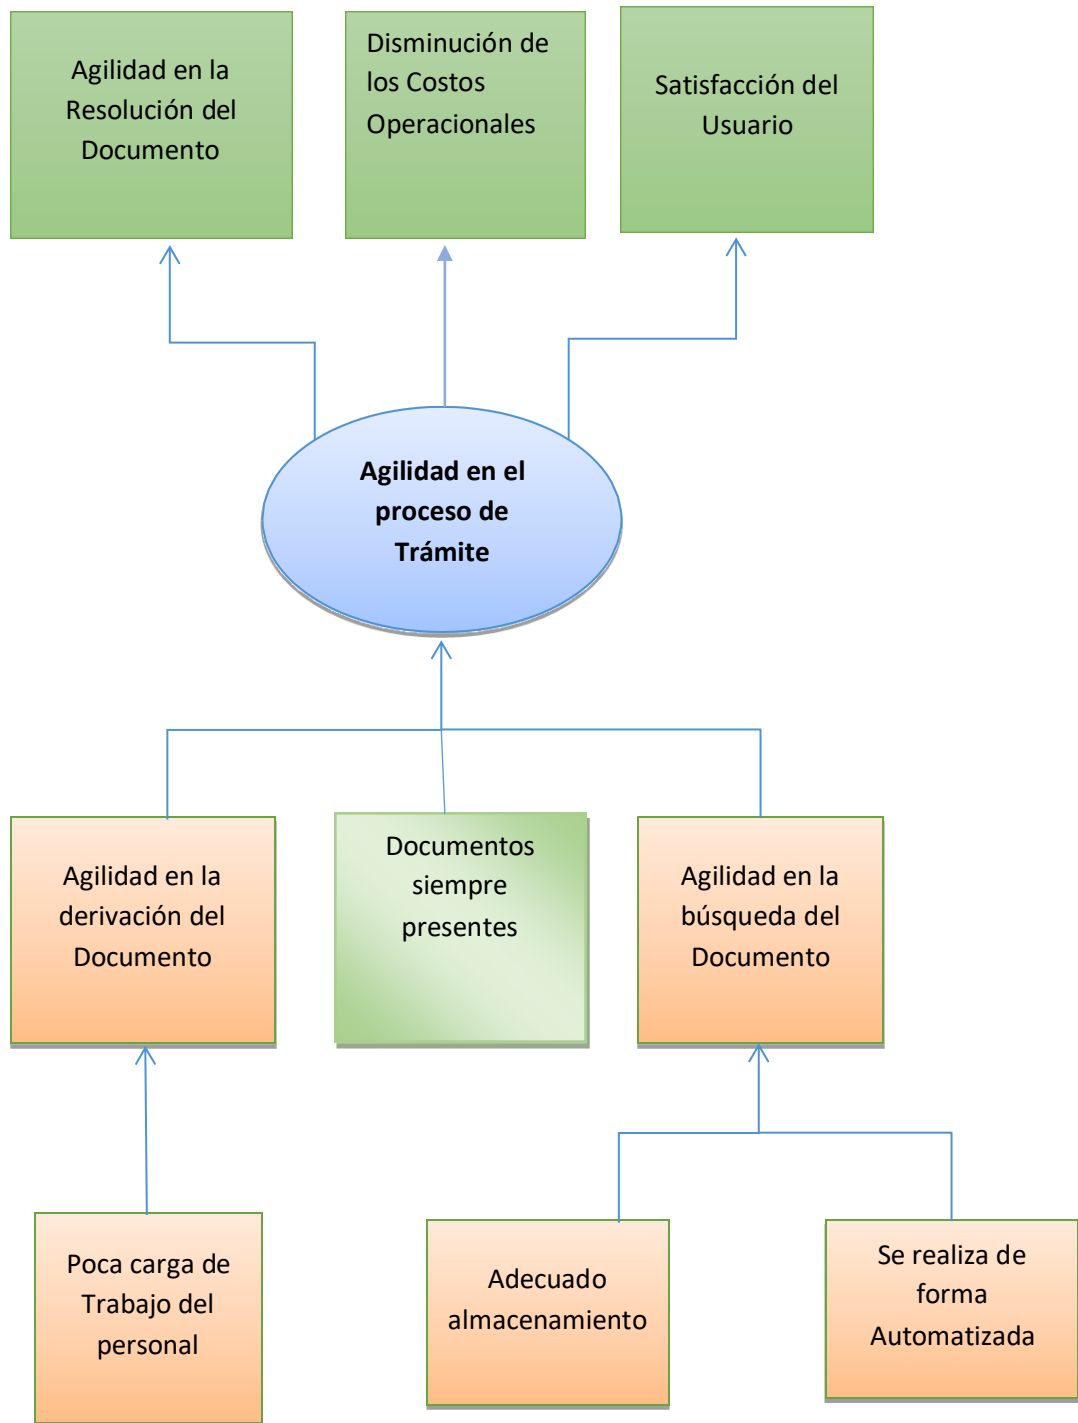 Agilidad en la
Resolución del
Documento
Disminución de
los Costos
Operacionales
Satisfacción del
Usuario
Agilidad en el
proceso de
Trámite
Agilidad en la
derivación del
Documento
Documentos
siempre
presentes
Agilidad en la
búsqueda del
Documento
Poca carga de
Trabajo del
personal
Adecuado
almacenamiento
Se realiza de
forma
Automatizada